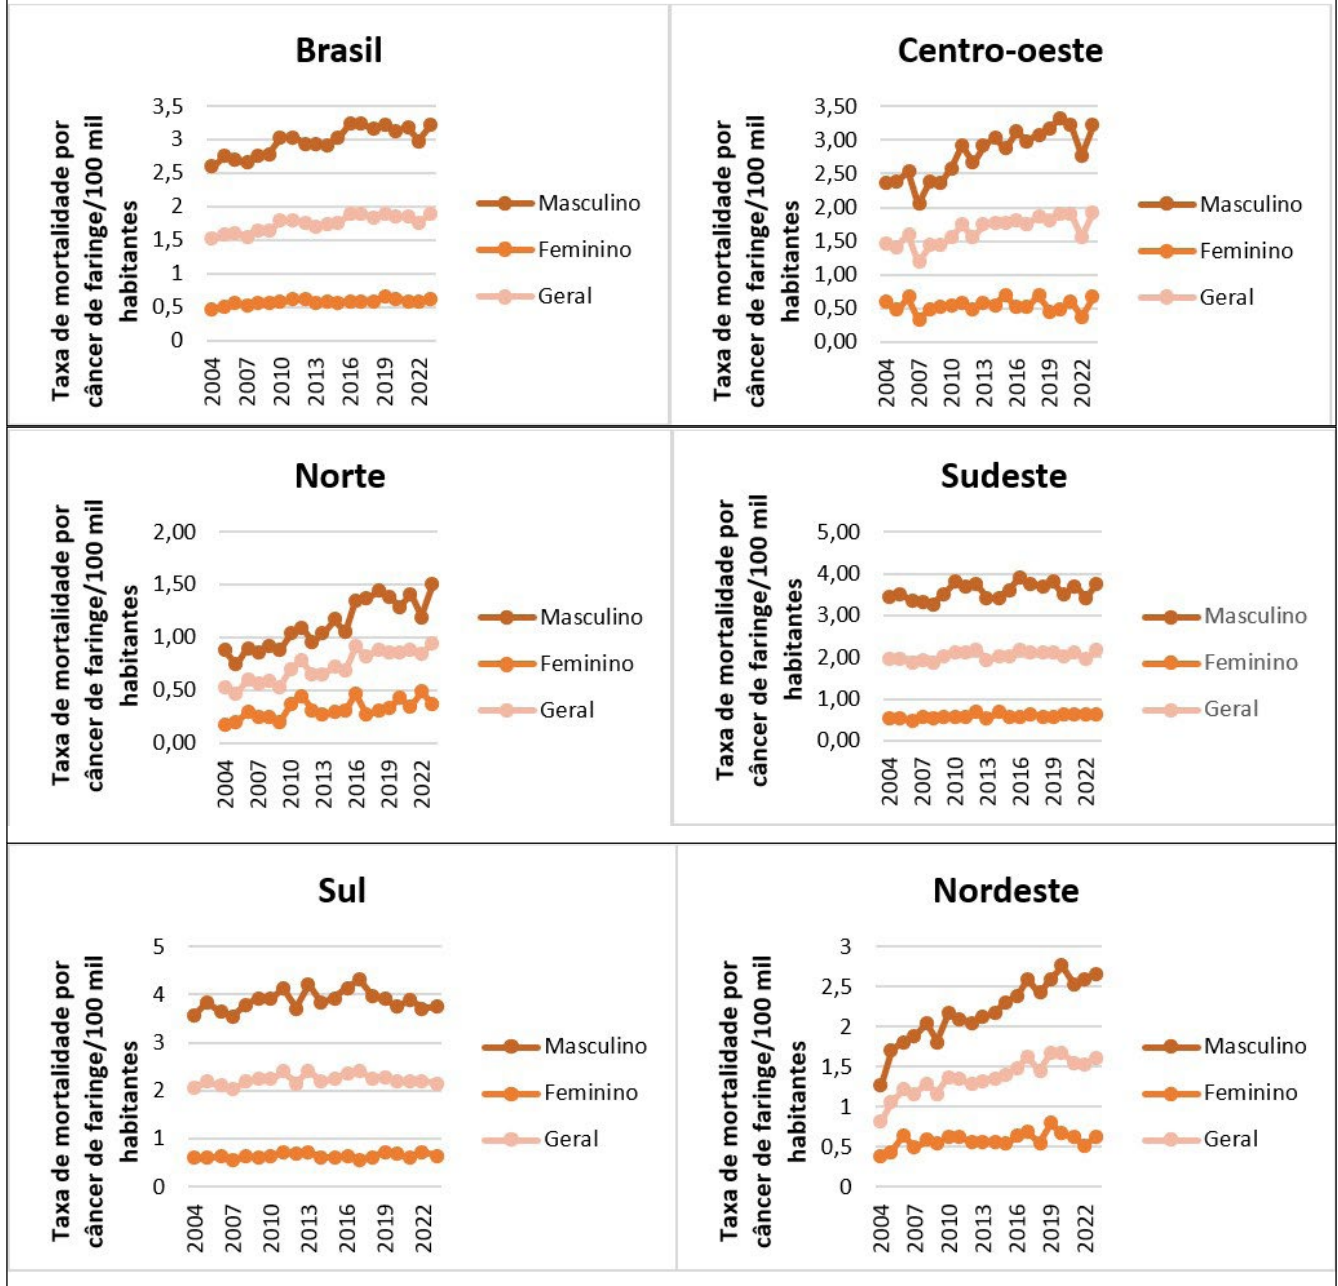 Brasil
Taxa de mortalidade por
câncer de faringe/100 mil
habitantes
3,5
3
2,5
2
1,5
1
0,5
0
2004
2007
2010
2013
2016
2019
2022
Masculino
Feminino
Geral
Centro-oeste
Taxa de mortalidade por
câncer de faringe/100 mil
habitantes
3,50
3,00
2,50
2,00
1,50
1,00
0,50
0,00
2004
2007
2010
2013
2016
2019
2022
Masculino
Feminino
Geral
Norte
Taxa de mortalidade por
câncer de faringe/100 mil
habitantes
2,00
1,50
1,00
0,50
0,00
2004
2007
2010
2013
2016
2019
2022
Masculino
Feminino
Geral
Sudeste
Taxa de mortalidade por
câncer de faringe/100 mil
habitantes
5,00
4,00
3,00
2,00
1,00
0,00
2004
2007
2010
2013
2016
2019
2022
Masculino
Feminino
Geral
Sul
Taxa de mortalidade por
câncer de faringe/100 mil
habitantes
5
4
3
2
1
0
2004
2007
2010
2013
2016
2019
2022
Masculino
Feminino
Geral
Nordeste
Taxa de mortalidade por
câncer de faringe/100 mil
habitantes
3
2,5
2
1,5
1
0,5
0
2004
2007
2010
2013
2016
2019
2022
Masculino
Feminino
Geral